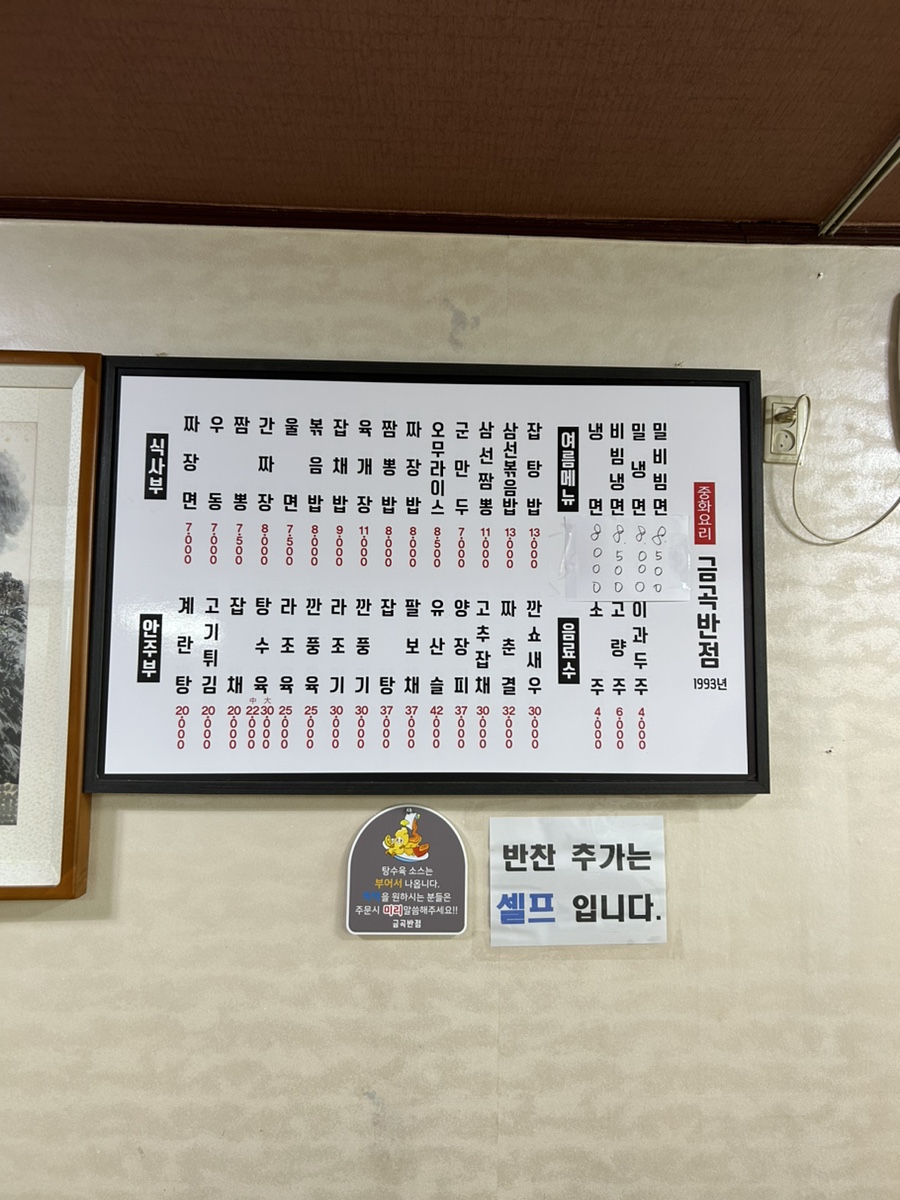 중화요리
금곡반점
1993년
식사부
짜장면 7000
우동 7000
짬뽕 7500
간짜장 8000
울면 7500
볶음밥 8000
잡채밥 9000
육개장 11000
짬뽕밥 8000
짜장밥 8000
오무라이스 8500
군만두 7000
삼선짬뽕 11000
삼선볶음밥 13000
잡탕밥 13000
여름메뉴
냉면 8000
비빔냉면 8.500
밀냉면 8.000
밀비빔면 8.500
안주부
계란탕 20000
고기튀김 20000
잡채 20000
탕수육 中 22000 大 30000
라조육 25000
깐풍육 25000
라조기 30000
깐풍기 30000
잡탕 37000
팔보채 37000
유산슬 42000
양장피 37000
고추잡채 30000
짜춘결 32000
깐쇼새우 30000
음료수
소주 4000
고량주 6000
이과두주 4000
탕수육 소스는
부어서 나옵니다.
을 원하시는 분들은
주문시 미리말씀해주세요!!
금곡반점
반찬 추가는
셀프 입니다.